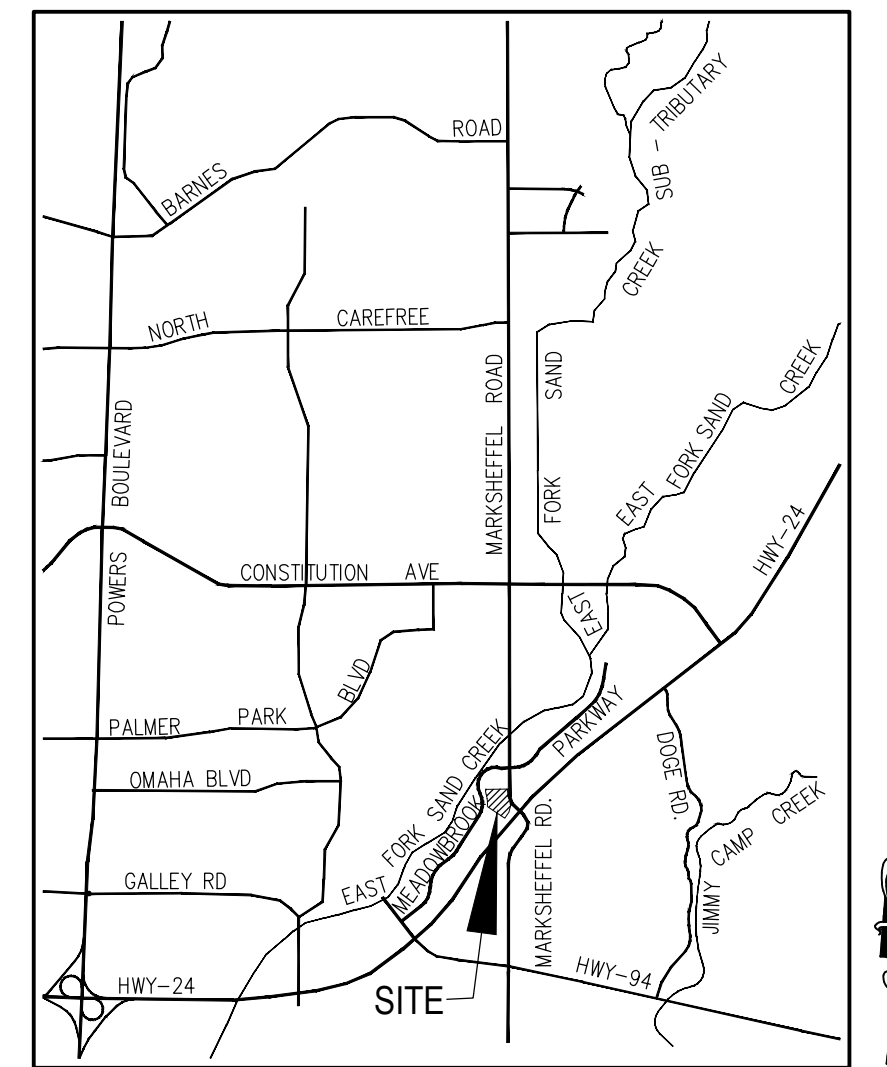 ROAD
BARNES
SUB - TRIBUTARY
CREEK
NORTH CAREFREE
MARKSHEFFEL ROAD
SAND
FORK
EAST
EAST FORK SAND CREEK
POWERS BOULEVARD
HWY-24
CONSTITUTION AVE
PALMER PARK BLVD
PARKWAY
OMAHA BLVD
DOGE RD.
EAST FORK SAND CREEK
MEADOWBROOK
MARKSHEFFEL RD.
JIMMY CAMP CREEK
GALLEY RD
HWY-24
HWY-94
SITE